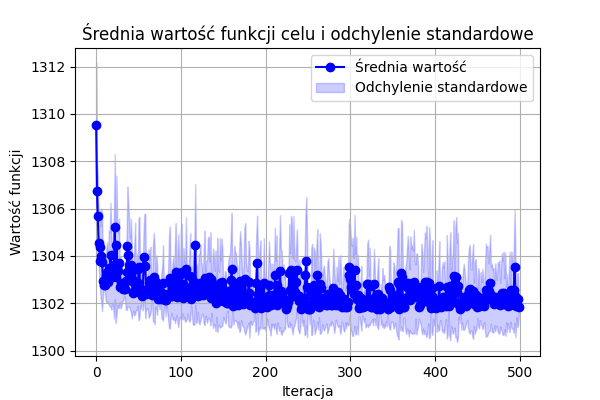 Średnia wartość funkcji celu i odchylenie standardowe
Średnia wartość
Odchylenie standardowe
Wartość funkcji
1312
1310
1308
1306
1304
1302
1300
0 100 200 300 400 500
Iteracja